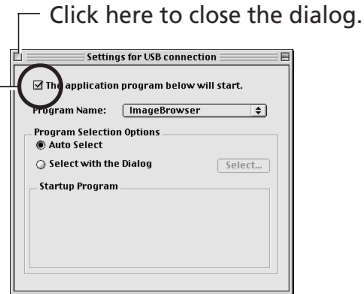 Click here to close the dialog.
Settings for USB connection
The application program below will start.
Program Name: ImageBrowser
Program Selection Options
Auto Select
Select with the Dialog Select...
Startup Program